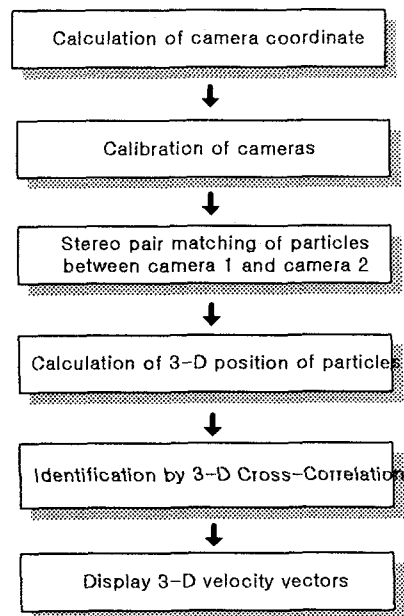 Calculation of camera coordinate
Calibration of cameras
Stereo pair matching of particles
between camera 1 and camera 2
Calculation of 3-D position of particles
Identification by 3-D Cross-Correlation
Display 3-D velocity vectors